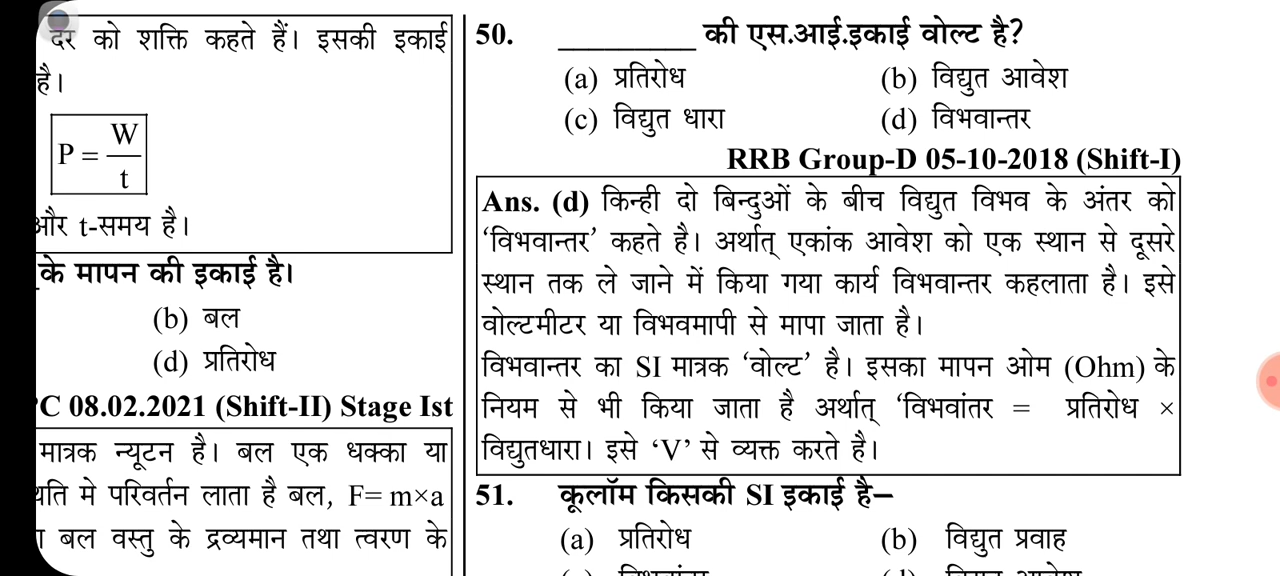 दर को शक्ति कहते हैं। इसकी इकाई
है।
P = W/t
और t-समय है।
के मापन की इकाई है।
(b) बल
(d) प्रतिरोध
C 08.02.2021 (Shift-II) Stage Ist
मात्रक न्यूटन है। बल एक धक्का या
मे परिवर्तन लाता है बल, F= m×a
बल वस्तु के द्रव्यमान तथा त्वरण के
50. ________ की एस.आई.इकाई वोल्ट है?
(a) प्रतिरोध (b) विद्युत आवेश
(c) विद्युत धारा (d) विभवान्तर
RRB Group-D 05-10-2018 (Shift-I)
Ans. (d) किन्ही दो बिन्दुओं के बीच विद्युत विभव के अंतर को
‘विभवान्तर’ कहते है। अर्थात् एकांक आवेश को एक स्थान से दूसरे
स्थान तक ले जाने में किया गया कार्य विभवान्तर कहलाता है। इसे
वोल्टमीटर या विभवमापी से मापा जाता है।
विभवान्तर का SI मात्रक ‘वोल्ट’ है। इसका मापन ओम (Ohm) के
नियम से भी किया जाता है अर्थात् ‘विभवांतर = प्रतिरोध ×
विद्युतधारा। इसे ‘V’ से व्यक्त करते है।
51. कूलॉम किसकी SI इकाई है–
(a) प्रतिरोध (b) विद्युत प्रवाह